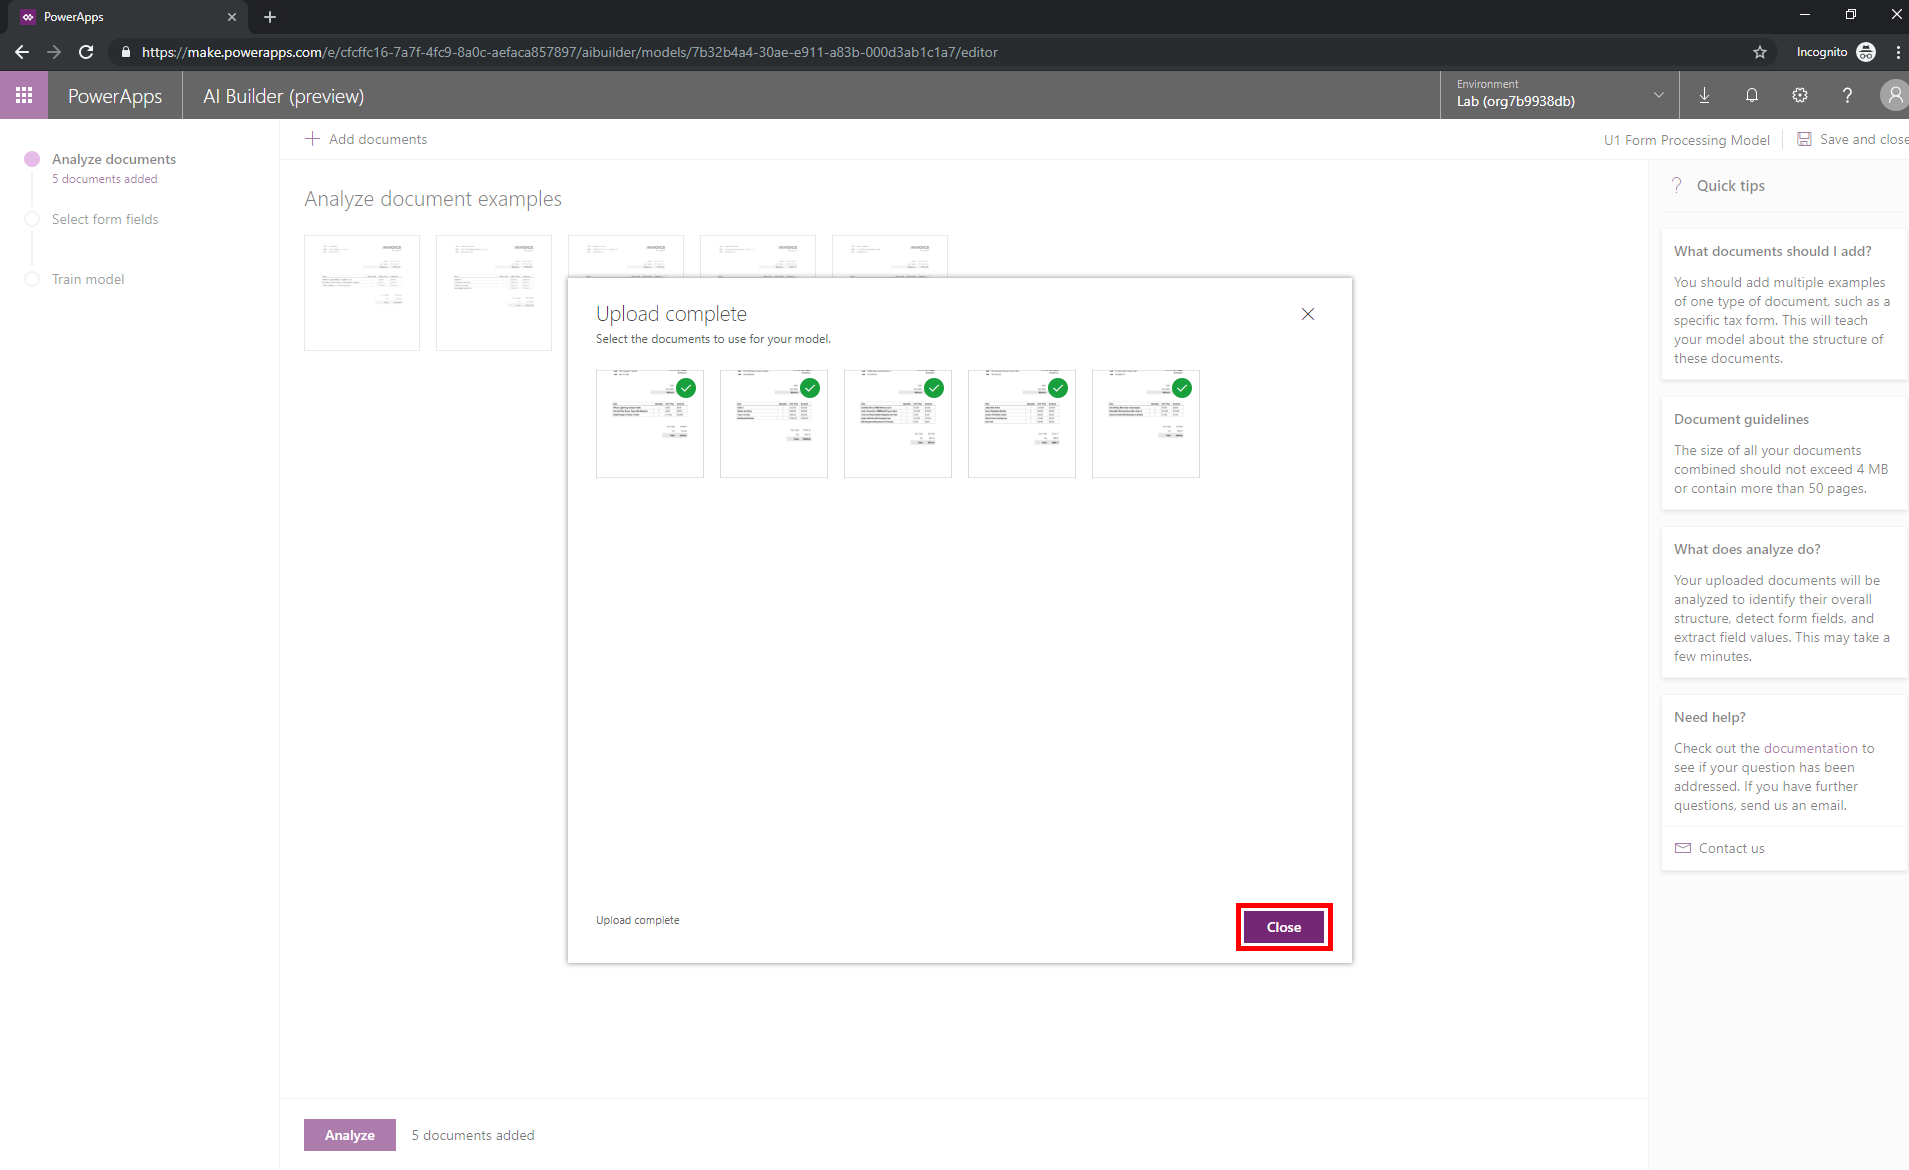 PowerApps
https://make.powerapps.com/e/cfcffc16-7a7f-4fc9-8a0c-aefaca857897/aibuilder/models/7b32b4a4-30ae-e911-a83b-000d3ab1c1a7/editor
Incognito
PowerApps
AI Builder (preview)
Environment
Lab (org7b9938db)
Analyze documents
5 documents added
Select form fields
Train model
Add documents
U1 Form Processing Model
Save and close
Analyze document examples
INVOICE
INVOICE
INVOICE
INVOICE
INVOICE
Upload complete
Select the documents to use for your model.
Upload complete
Close
Analyze
5 documents added
Quick tips
What documents should I add?
You should add multiple examples
of one type of document, such as a
specific tax form. This will teach
your model about the structure of
these documents.
Document guidelines
The size of all your documents
combined should not exceed 4 MB
or contain more than 50 pages.
What does analyze do?
Your uploaded documents will be
analyzed to identify their overall
structure, detect form fields, and
extract field values. This may take a
few minutes.
Need help?
Check out the documentation to
see if your question has been
addressed. If you have further
questions, send us an email.
Contact us